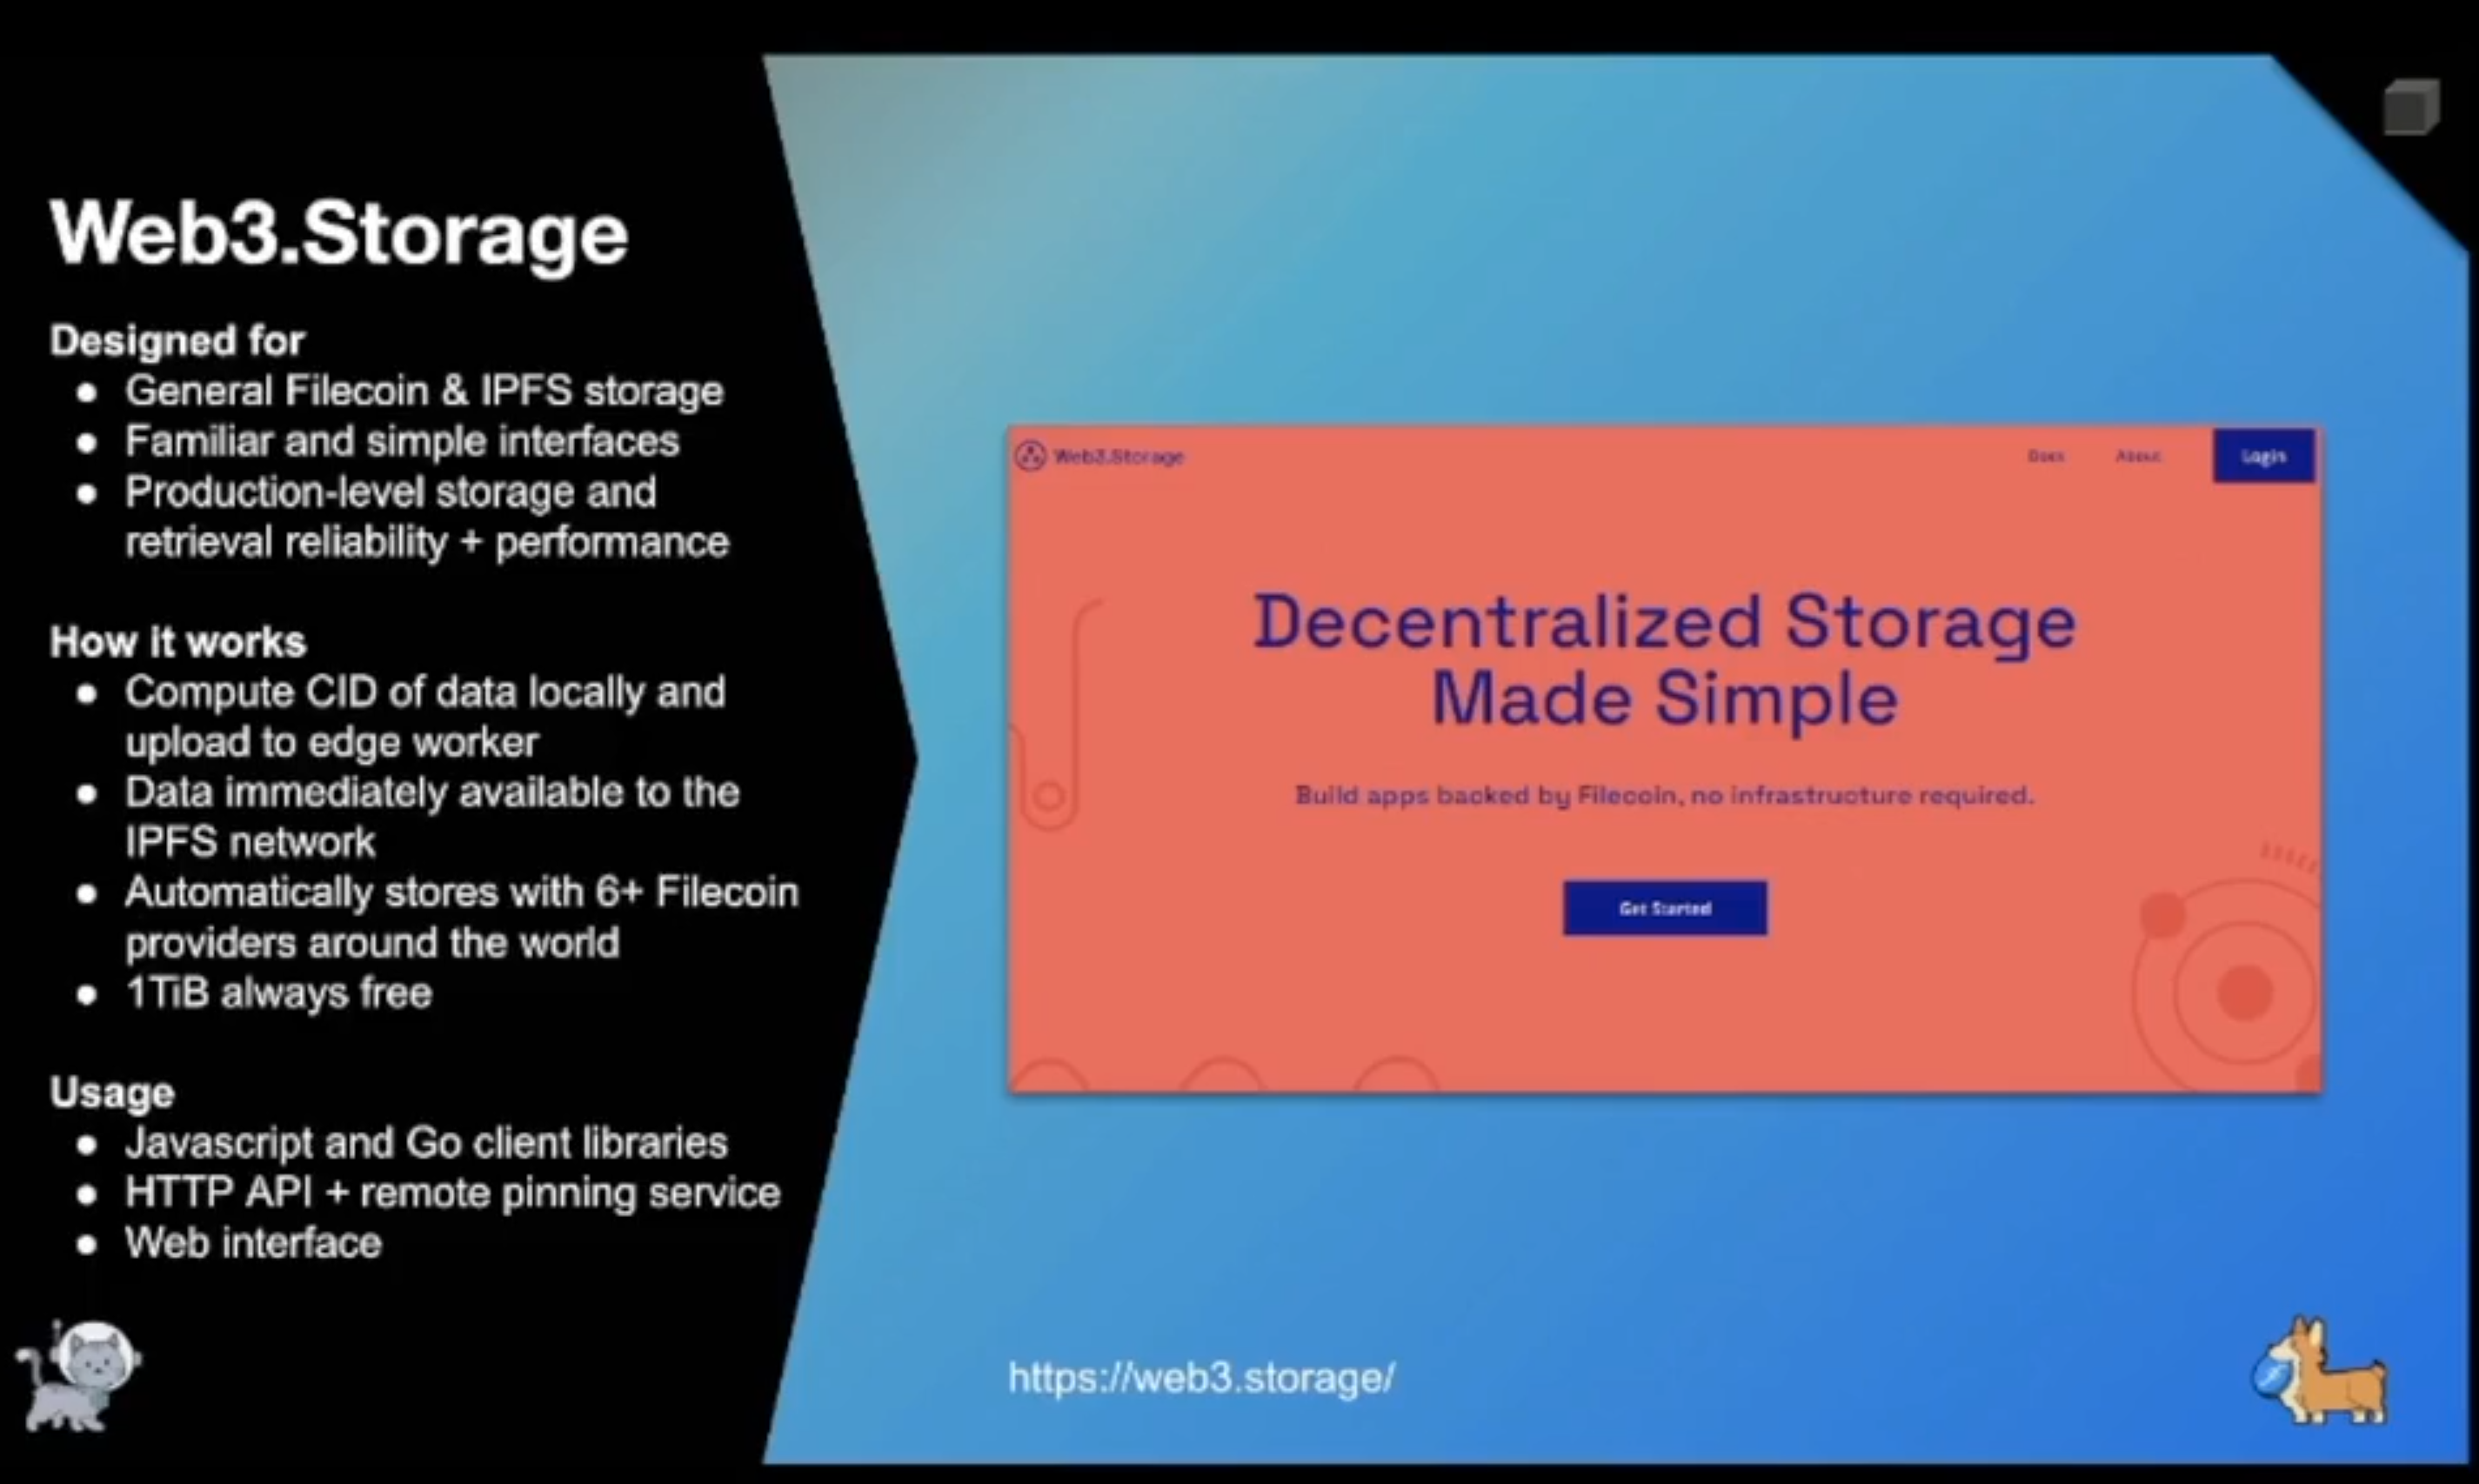 Web3.Storage
Designed for
● General Filecoin & IPFS storage
● Familiar and simple interfaces
● Production-level storage and
retrieval reliability + performance
How it works
● Compute CID of data locally and
upload to edge worker
● Data immediately available to the
IPFS network
● Automatically stores with 6+ Filecoin
providers around the world
● 1TiB always free
Usage
● Javascript and Go client libraries
● HTTP API + remote pinning service
● Web interface
Web3.Storage
Docs
About
Login
Decentralized Storage
Made Simple
Build apps backed by Filecoin, no infrastructure required.
Get Started
https://web3.storage/